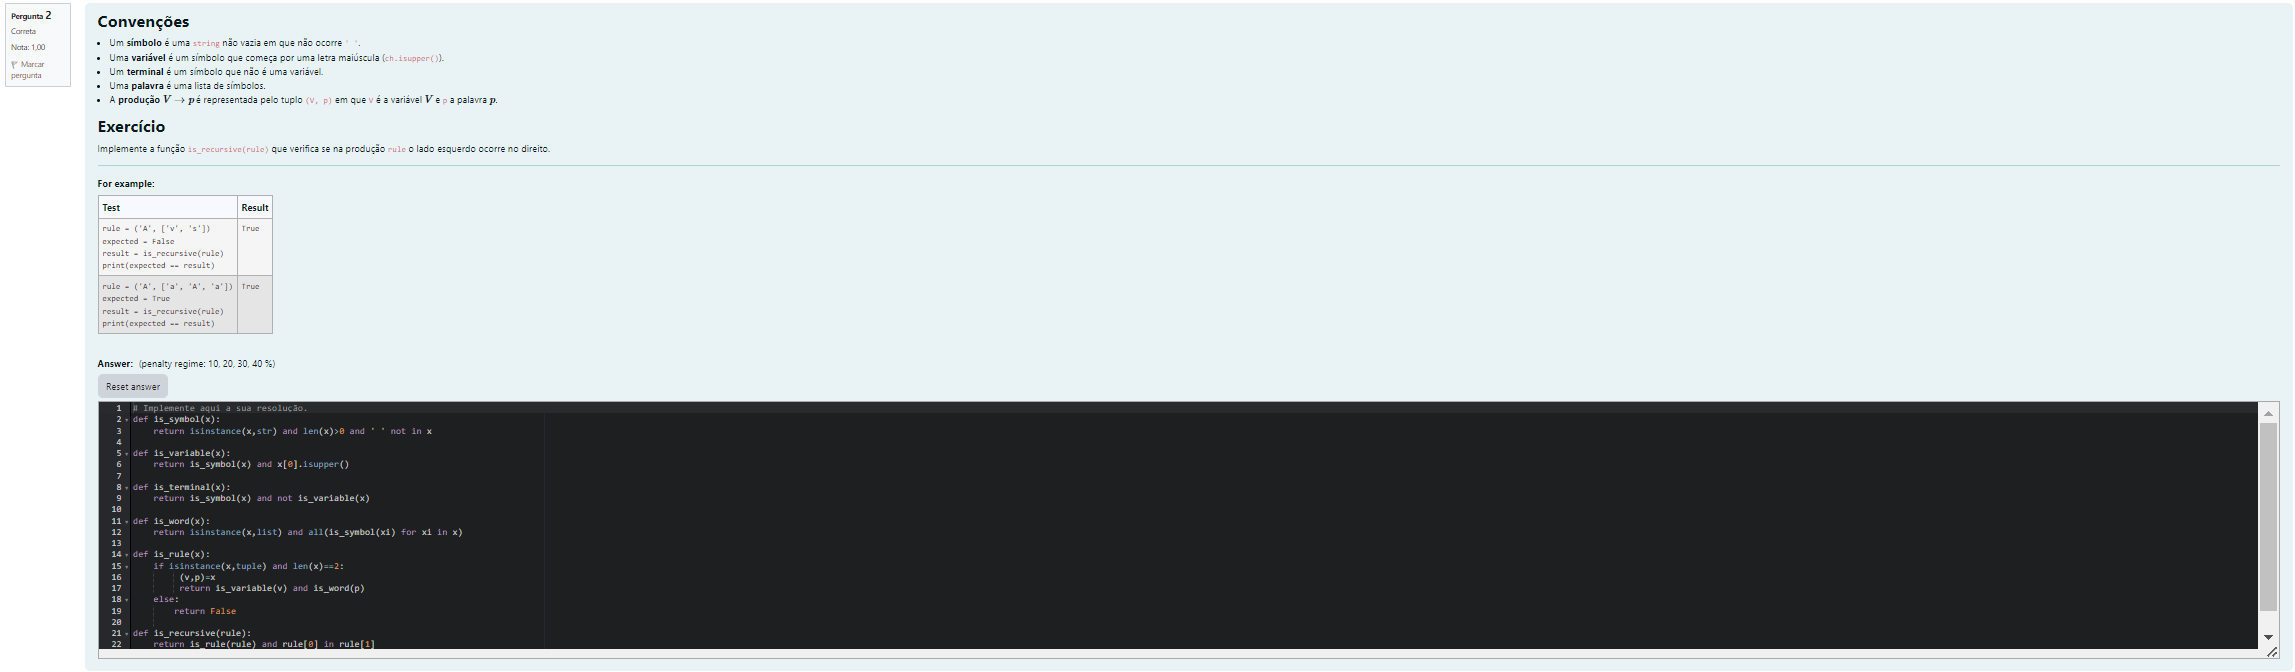 Pergunta 2
Correta
Nota: 1,00
Marcar
pergunta
Convenções
Um símbolo é uma string não vazia em que não ocorre ' '.
Uma variável é um símbolo que começa por uma letra maiúscula (ch.isupper()).
Um terminal é um símbolo que não é uma variável.
Uma palavra é uma lista de símbolos.
A produção V → p é representada pelo tuplo (V, p) em que V é a variável V e p a palavra p.
Exercício
Implemente a função is_recursive(rule) que verifica se na produção rule o lado esquerdo ocorre no direito.
For example:
Test Result
rule = ('A', ['v', 's']) True
expected = False
result = is_recursive(rule)
print(expected == result)
rule = ('A', ['a', 'A', 'a']) True
expected = True
result = is_recursive(rule)
print(expected == result)
Answer: (penalty regime: 10, 20, 30, 40 %)
Reset answer
1 # Implemente aqui a sua resolução.
2 def is_symbol(x):
3 return isinstance(x,str) and len(x)>0 and ' ' not in x
4
5 def is_variable(x):
6 return is_symbol(x) and x[0].isupper()
7
8 def is_terminal(x):
9 return is_symbol(x) and not is_variable(x)
10
11 def is_word(x):
12 return isinstance(x,list) and all(is_symbol(xi) for xi in x)
13
14 def is_rule(x):
15 if isinstance(x,tuple) and len(x)==2:
16 (v,p)=x
17 return is_variable(v) and is_word(p)
18 else:
19 return False
20
21 def is_recursive(rule):
22 return is_rule(rule) and rule[0] in rule[1]